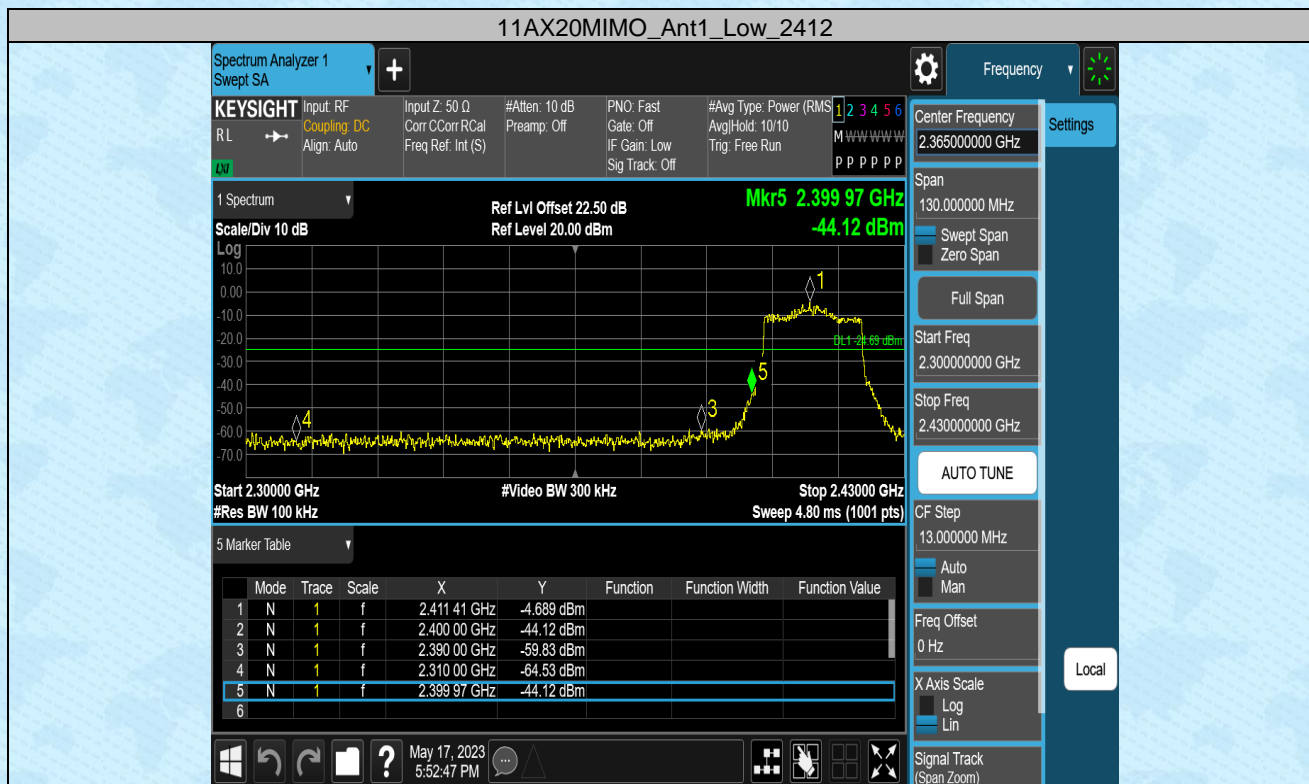 11AX20MIMO_Ant1_Low_2412
Spectrum Analyzer 1
Swept SA
+
Frequency
KEYSIGHT
RL
LXI
Input: RF
Coupling: DC
Align: Auto
Input Z: 50 Ω
Corr CCorr RCal
Freq Ref: Int (S)
#Atten: 10 dB
Preamp: Off
PNO: Fast
Gate: Off
IF Gain: Low
Sig Track: Off
#Avg Type: Power (RMS
Avg|Hold: 10/10
Trig: Free Run
1 2 3 4 5 6
M W W W W W
P P P P P P
1 Spectrum
Scale/Div 10 dB
Ref Lvl Offset 22.50 dB
Ref Level 20.00 dBm
Mkr5 2.399 97 GHz
-44.12 dBm
Log
10.0
0.00
-10.0
-20.0
-30.0
-40.0
-50.0
-60.0
-70.0
1
DL1 -24.69 dBm
5
3
4
Start 2.30000 GHz
#Video BW 300 kHz
Stop 2.43000 GHz
#Res BW 100 kHz
Sweep 4.80 ms (1001 pts)
5 Marker Table
Mode Trace Scale X Y Function Function Width Function Value
1 N 1 f 2.411 41 GHz -4.689 dBm
2 N 1 f 2.400 00 GHz -44.12 dBm
3 N 1 f 2.390 00 GHz -59.83 dBm
4 N 1 f 2.310 00 GHz -64.53 dBm
5 N 1 f 2.399 97 GHz -44.12 dBm
6
?
May 17, 2023
5:52:47 PM
Center Frequency
2.365000000 GHz
Span
130.000000 MHz
Swept Span
Zero Span
Full Span
Start Freq
2.300000000 GHz
Stop Freq
2.430000000 GHz
AUTO TUNE
CF Step
13.000000 MHz
Auto
Man
Freq Offset
0 Hz
X Axis Scale
Log
Lin
Signal Track
(Span Zoom)
Settings
Local